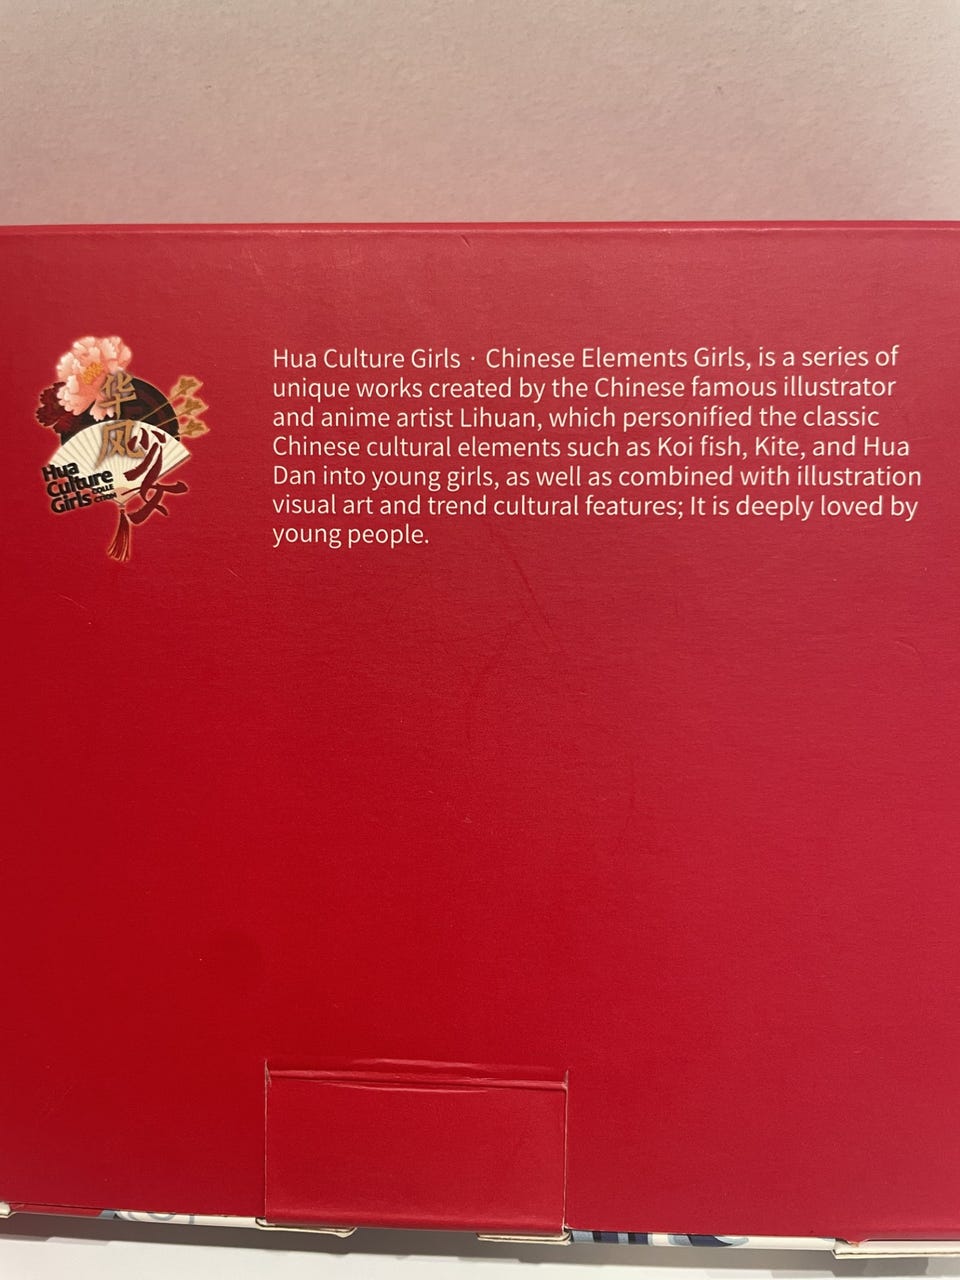 华风少女
Hua
Culture
Girls
COLLE
CTION
Hua Culture Girls · Chinese Elements Girls, is a series of
unique works created by the Chinese famous illustrator
and anime artist Lihuan, which personified the classic
Chinese cultural elements such as Koi fish, Kite, and Hua
Dan into young girls, as well as combined with illustration
visual art and trend cultural features; It is deeply loved by
young people.